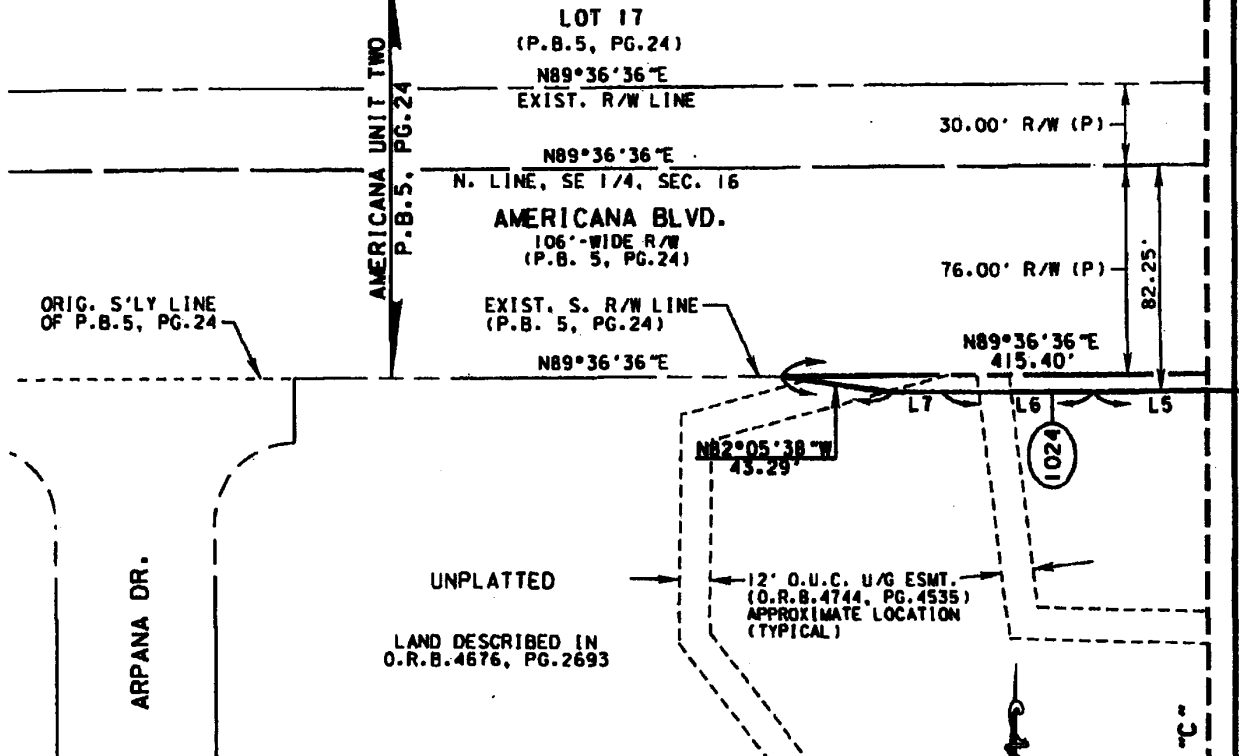 LOT 17
(P.B.5, PG.24)
N89°36'36"E
EXIST. R/W LINE
30.00' R/W (P)
AMERICANA UNIT TWO
P.B.5, PG.24
N89°36'36"E
N. LINE, SE 1/4, SEC. 16
AMERICANA BLVD.
106'-WIDE R/W
(P.B. 5, PG.24)
76.00' R/W (P)
82.25'
ORIG. S'LY LINE
OF P.B.5, PG.24
EXIST. S. R/W LINE
(P.B. 5, PG.24)
N89°36'36"E
N89°36'36"E
415.40'
L7
L6
L5
N82°05'38"W
43.29'
1024
UNPLATTED
12' O.U.C. U/G ESMT.
(O.R.B.4744, PG.4535)
APPROXIMATE LOCATION
(TYPICAL)
LAND DESCRIBED IN
O.R.B.4676, PG.2693
ARPANA DR.
"C"